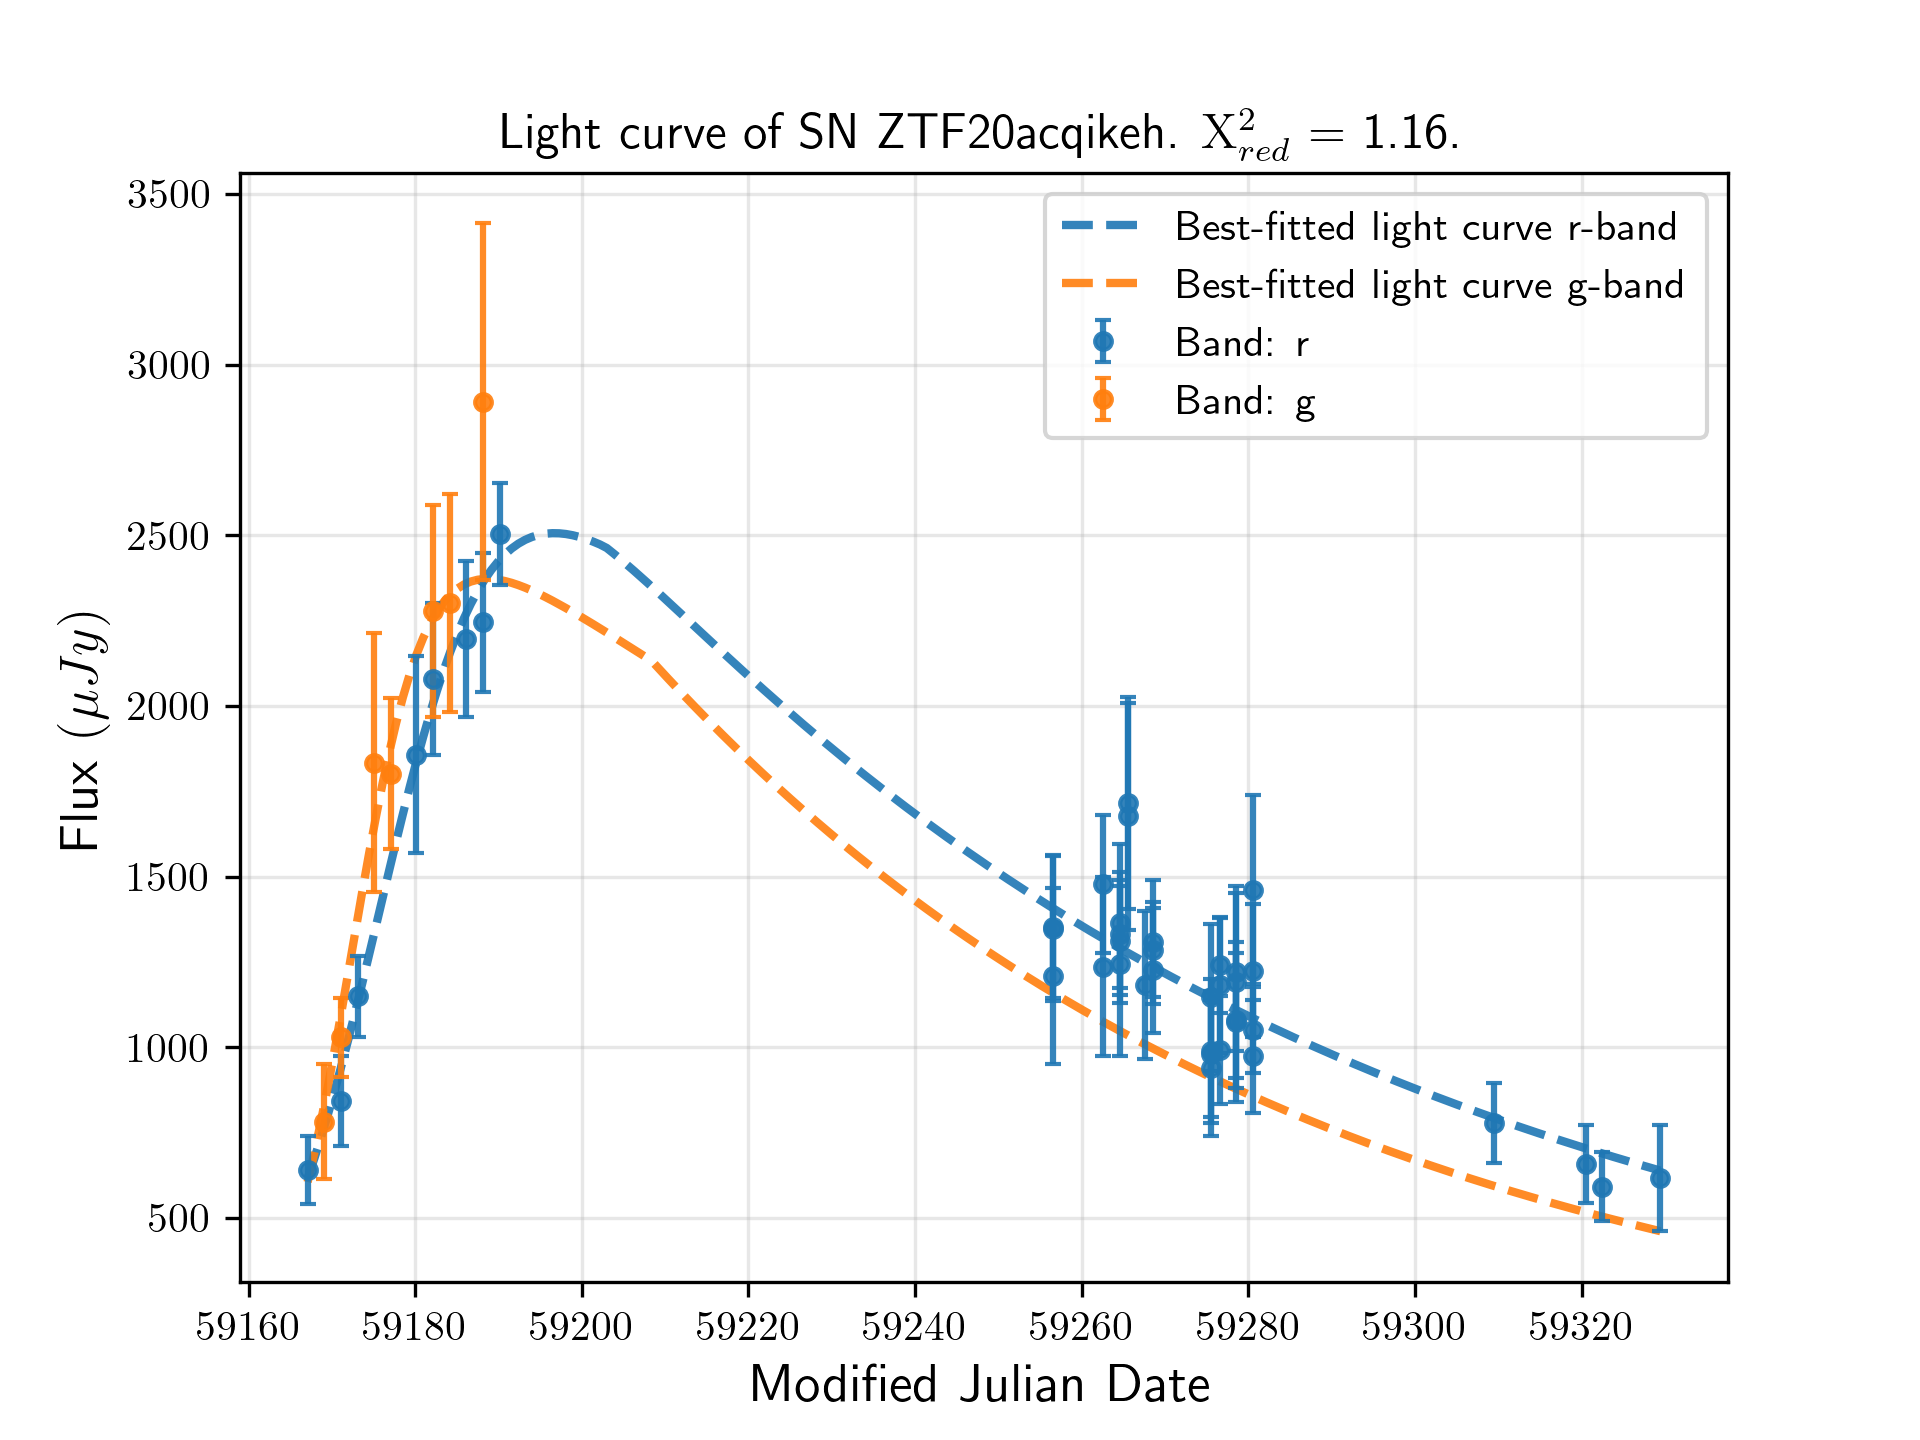 Light curve of SN ZTF20acqikeh. X²_red = 1.16.
Best-fitted light curve r-band
Best-fitted light curve g-band
Band: r
Band: g
3500
3000
2500
2000
1500
1000
500
Flux (μJy)
59160 59180 59200 59220 59240 59260 59280 59300 59320
Modified Julian Date